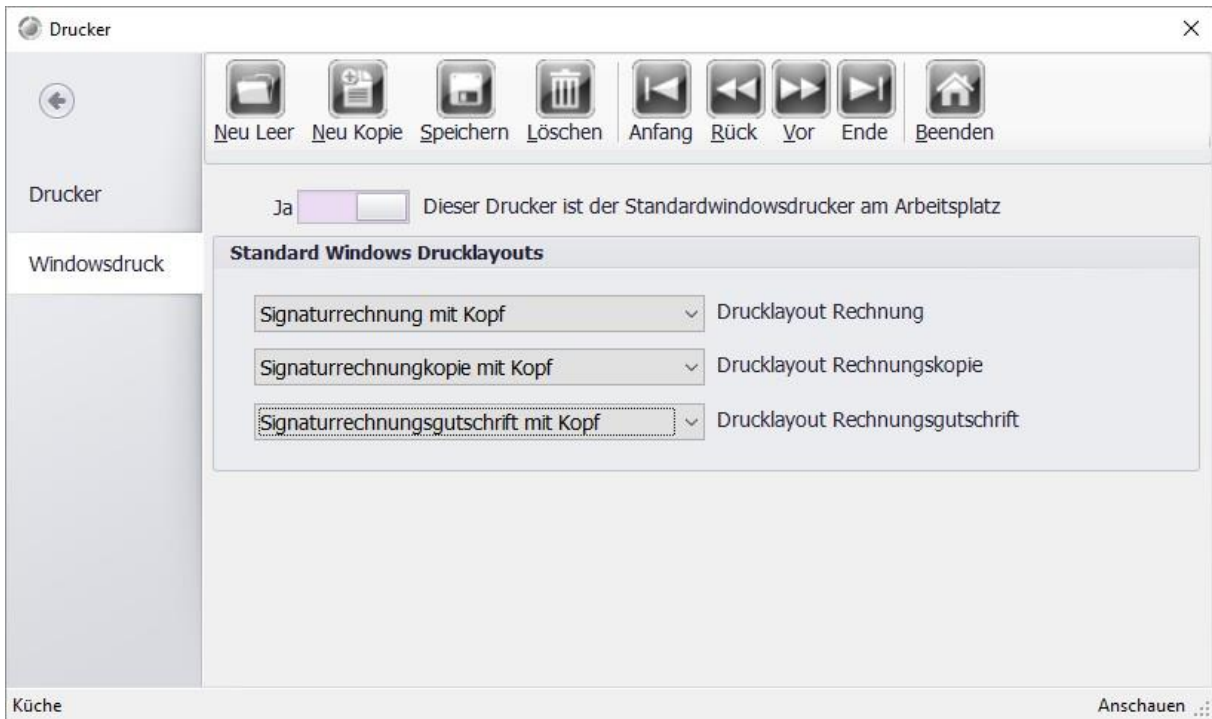 Drucker
Neu Leer Neu Kopie Speichern Löschen Anfang Rück Vor Ende Beenden
Drucker
Windowsdruck
Ja Dieser Drucker ist der Standardwindowsdrucker am Arbeitsplatz
Standard Windows Drucklayouts
Signaturrechnung mit Kopf Drucklayout Rechnung
Signaturrechnungkopie mit Kopf Drucklayout Rechnungskopie
Signaturrechnungsgutschrift mit Kopf Drucklayout Rechnungsgutschrift
Küche Anschauen